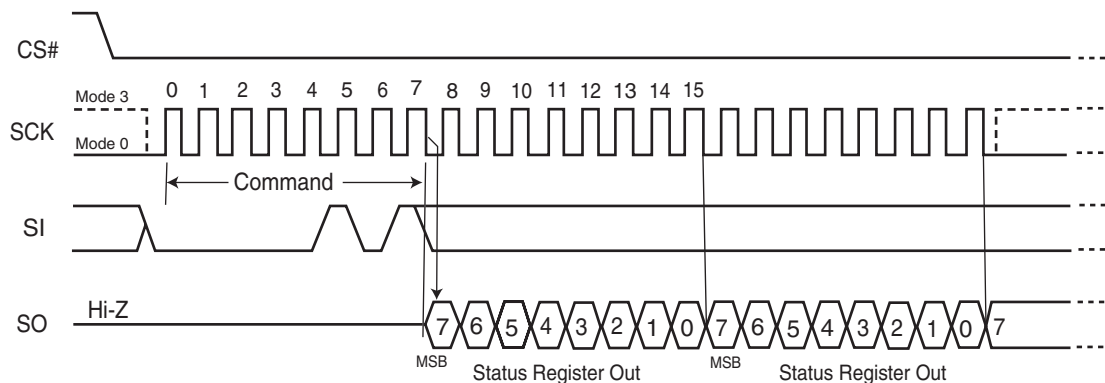 CS#
Mode 3
0 1 2 3 4 5 6 7 8 9 10 11 12 13 14 15
SCK
Mode 0
Command
SI
Hi-Z
SO
7 6 5 4 3 2 1 0 7 6 5 4 3 2 1 0 7
MSB Status Register Out MSB Status Register Out